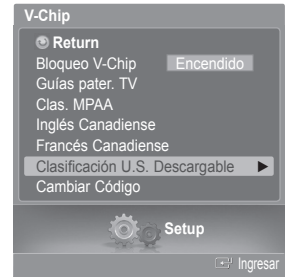 V-Chip
Return
Bloqueo V-Chip Encendido
Guías pater. TV
Clas. MPAA
Inglés Canadiense
Francés Canadiense
Clasificación U.S. Descargable ►
Cambiar Código
Setup
Ingresar